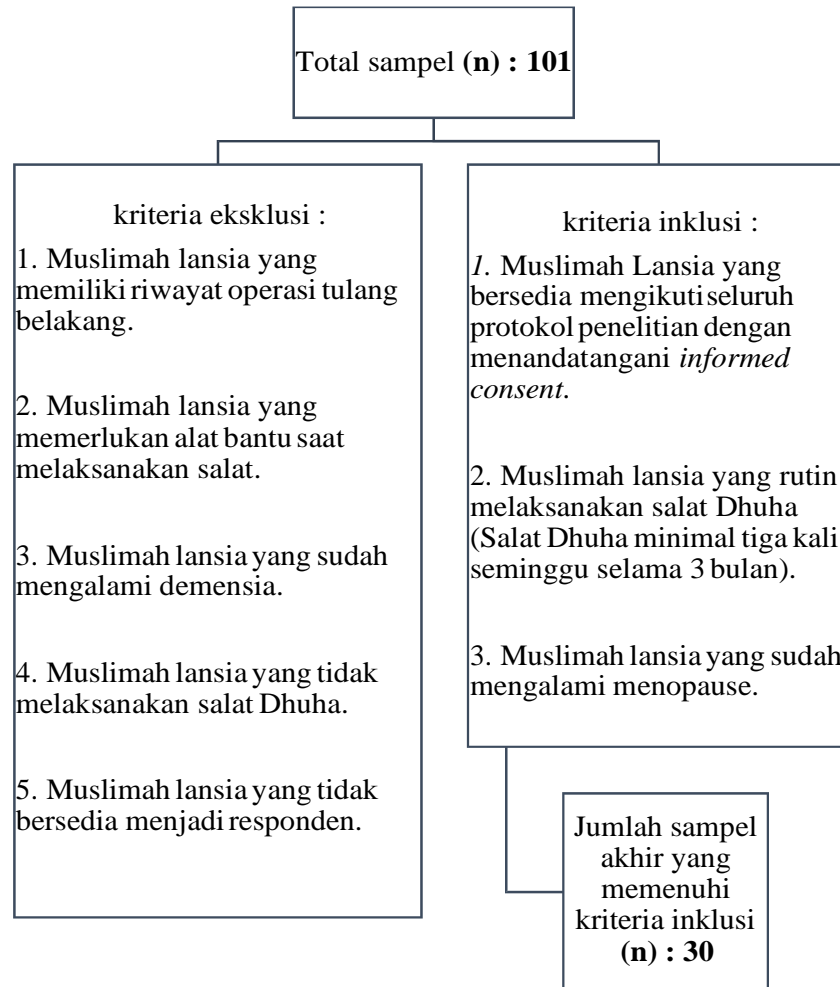 Total sampel (n) : 101
kriteria eksklusi :
1. Muslimah lansia yang
memiliki riwayat operasi tulang
belakang.
2. Muslimah lansia yang
memerlukan alat bantu saat
melaksanakan salat.
3. Muslimah lansia yang sudah
mengalami demensia.
4. Muslimah lansia yang tidak
melaksanakan salat Dhuha.
5. Muslimah lansia yang tidak
bersedia menjadi responden.
kriteria inklusi :
1. Muslimah Lansia yang
bersedia mengikuti seluruh
protokol penelitian dengan
menandatangani informed
consent.
2. Muslimah lansia yang rutin
melaksanakan salat Dhuha
(Salat Dhuha minimal tiga kali
seminggu selama 3 bulan).
3. Muslimah lansia yang sudah
mengalami menopause.
Jumlah sampel
akhir yang
memenuhi
kriteria inklusi
(n) : 30